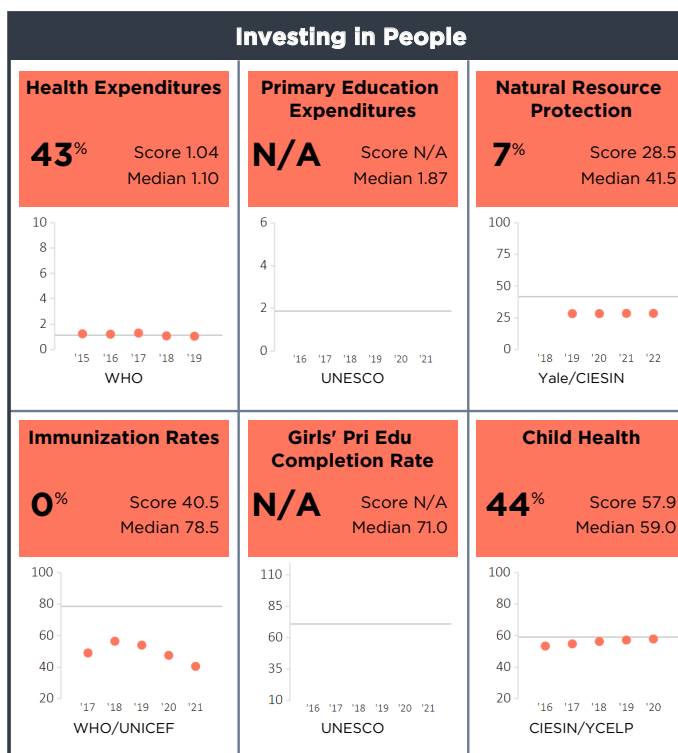 Investing in People
Health Expenditures
43%
Score 1.04
Median 1.10
10
8
6
4
2
0
'15 '16 '17 '18 '19
WHO
Primary Education
Expenditures
N/A
Score N/A
Median 1.87
6
4
2
0
'16 '17 '18 '19 '20 '21
UNESCO
Natural Resource
Protection
7%
Score 28.5
Median 41.5
100
75
50
25
0
'18 '19 '20 '21 '22
Yale/CIESIN
Immunization Rates
0%
Score 40.5
Median 78.5
100
80
60
40
20
'17 '18 '19 '20 '21
WHO/UNICEF
Girls' Pri Edu
Completion Rate
N/A
Score N/A
Median 71.0
110
85
60
35
10
'16 '17 '18 '19 '20 '21
UNESCO
Child Health
44%
Score 57.9
Median 59.0
100
80
60
40
20
'16 '17 '18 '19 '20
CIESIN/YCELP